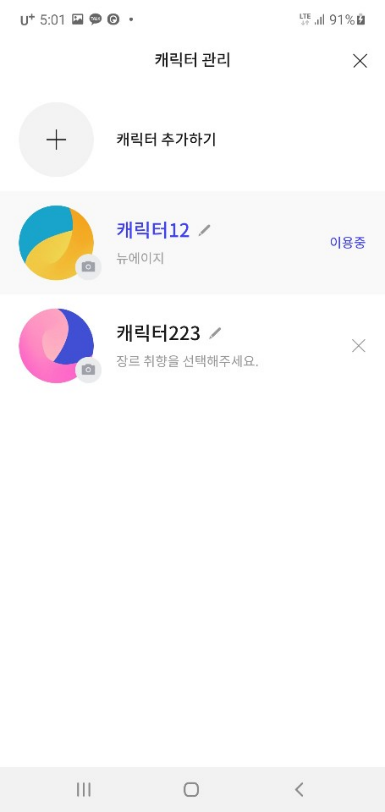 U+ 5:01 LTE 91%
캐릭터 관리
캐릭터 추가하기
캐릭터12
뉴에이지
이용중
캐릭터223
장르 취향을 선택해주세요.